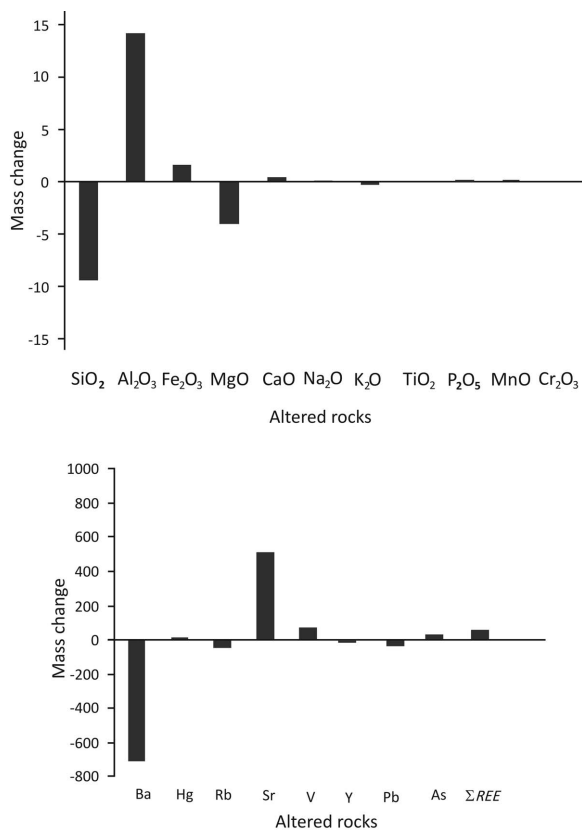 15
10
5
0
-5
-10
-15
Mass change
SiO₂ Al₂O₃ Fe₂O₃ MgO CaO Na₂O K₂O TiO₂ P₂O₅ MnO Cr₂O₃
Altered rocks
1000
800
600
400
200
0
-200
-400
-600
-800
Mass change
Ba Hg Rb Sr V Y Pb As ΣREE
Altered rocks